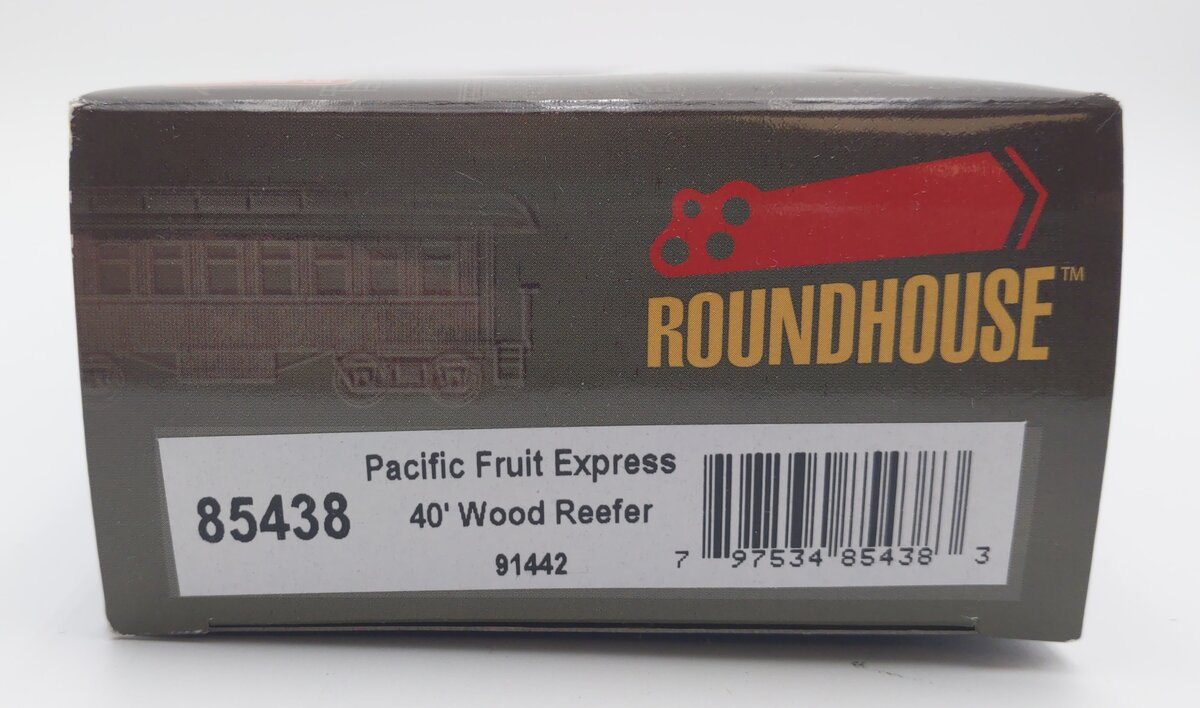 ROUNDHOUSE™
85438
Pacific Fruit Express
40' Wood Reefer
91442
7 97534 85438 3